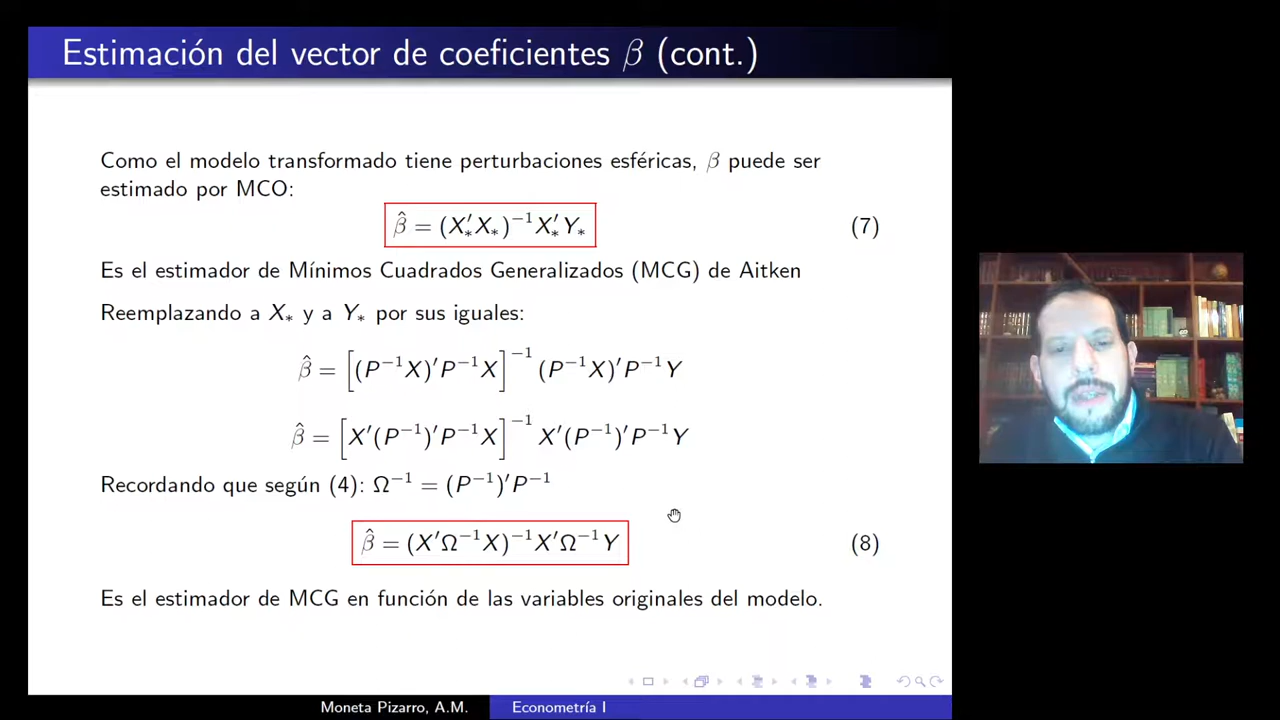 Estimación del vector de coeficientes β (cont.)
Como el modelo transformado tiene perturbaciones esféricas, β puede ser
estimado por MCO:
β̂ = (X′₍*₎X₍*₎)⁻¹X′₍*₎Y₍*₎ (7)
Es el estimador de Mínimos Cuadrados Generalizados (MCG) de Aitken
Reemplazando a X₍*₎ y a Y₍*₎ por sus iguales:
β̂ = [(P⁻¹X)′P⁻¹X]⁻¹ (P⁻¹X)′P⁻¹Y
β̂ = [X′(P⁻¹)′P⁻¹X]⁻¹ X′(P⁻¹)′P⁻¹Y
Recordando que según (4): Ω⁻¹ = (P⁻¹)′P⁻¹
β̂ = (X′Ω⁻¹X)⁻¹X′Ω⁻¹Y (8)
Es el estimador de MCG en función de las variables originales del modelo.
Moneta Pizarro, A.M. Econometría I